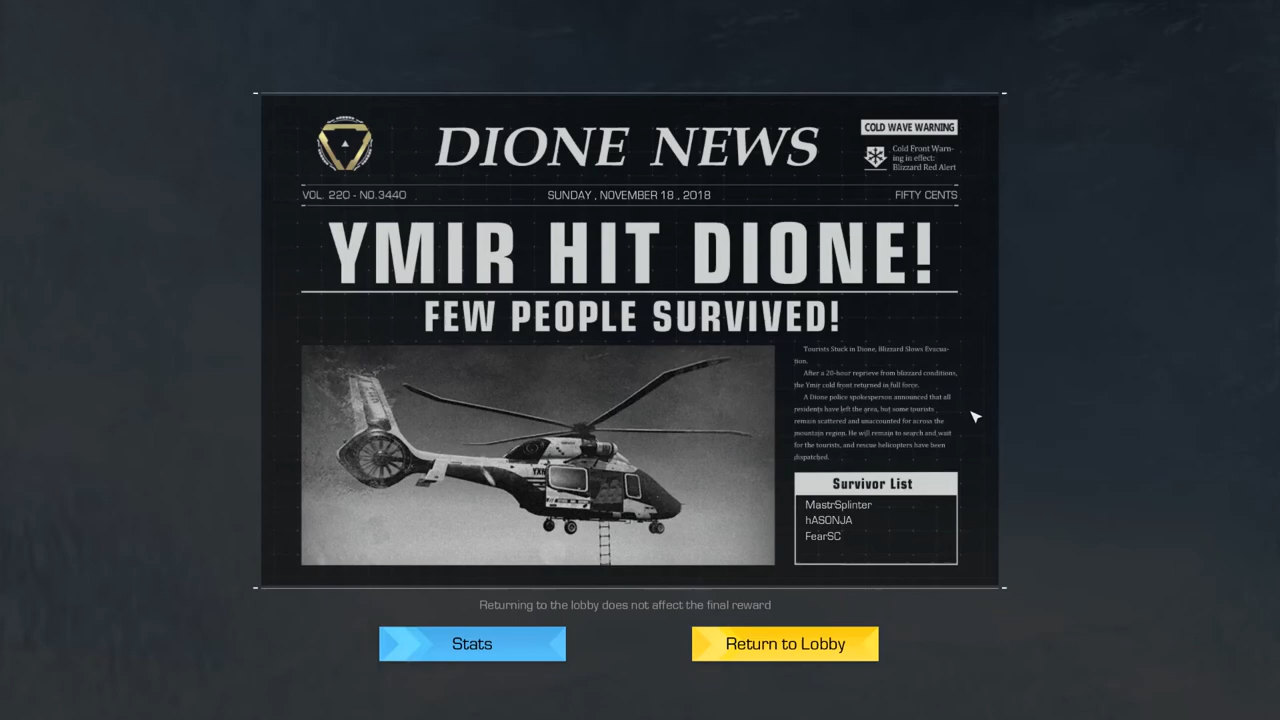 DIONE NEWS
COLD WAVE WARNING
Cold Front Warn-
ing in effect:
Blizzard Red Alert
VOL. 220 - NO.3440
SUNDAY , NOVEMBER 18 , 2018
FIFTY CENTS
YMIR HIT DIONE!
FEW PEOPLE SURVIVED!
Tourists Stuck in Dione, Blizzard Slows Evacua-
tion.
After a 20-hour reprieve from blizzard conditions,
the Ymir cold front returned in full force.
A Dione police spokesperson announced that all
residents have left the area, but some tourists
remain scattered and unaccounted for across the
mountain region. He will remain to search and wait
for the tourists, and rescue helicopters have been
dispatched.
Survivor List
MastrSplinter
hASONJA
FearSC
Returning to the lobby does not affect the final reward
Stats
Return to Lobby